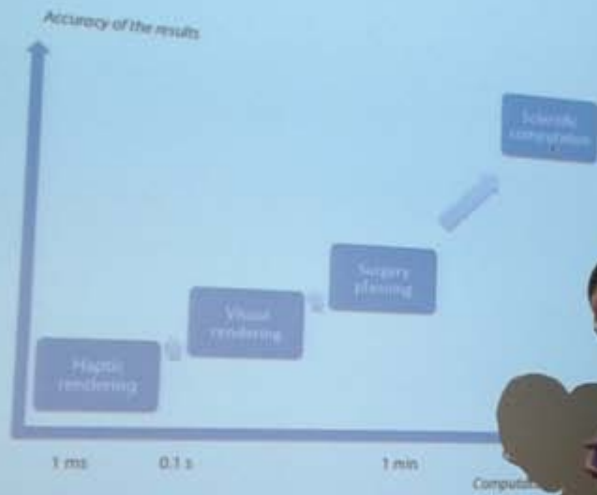 Accuracy of the results
Scientific
computation
Surgery
planning
Visual
rendering
Haptic
rendering
1 ms
0.1 s
1 min